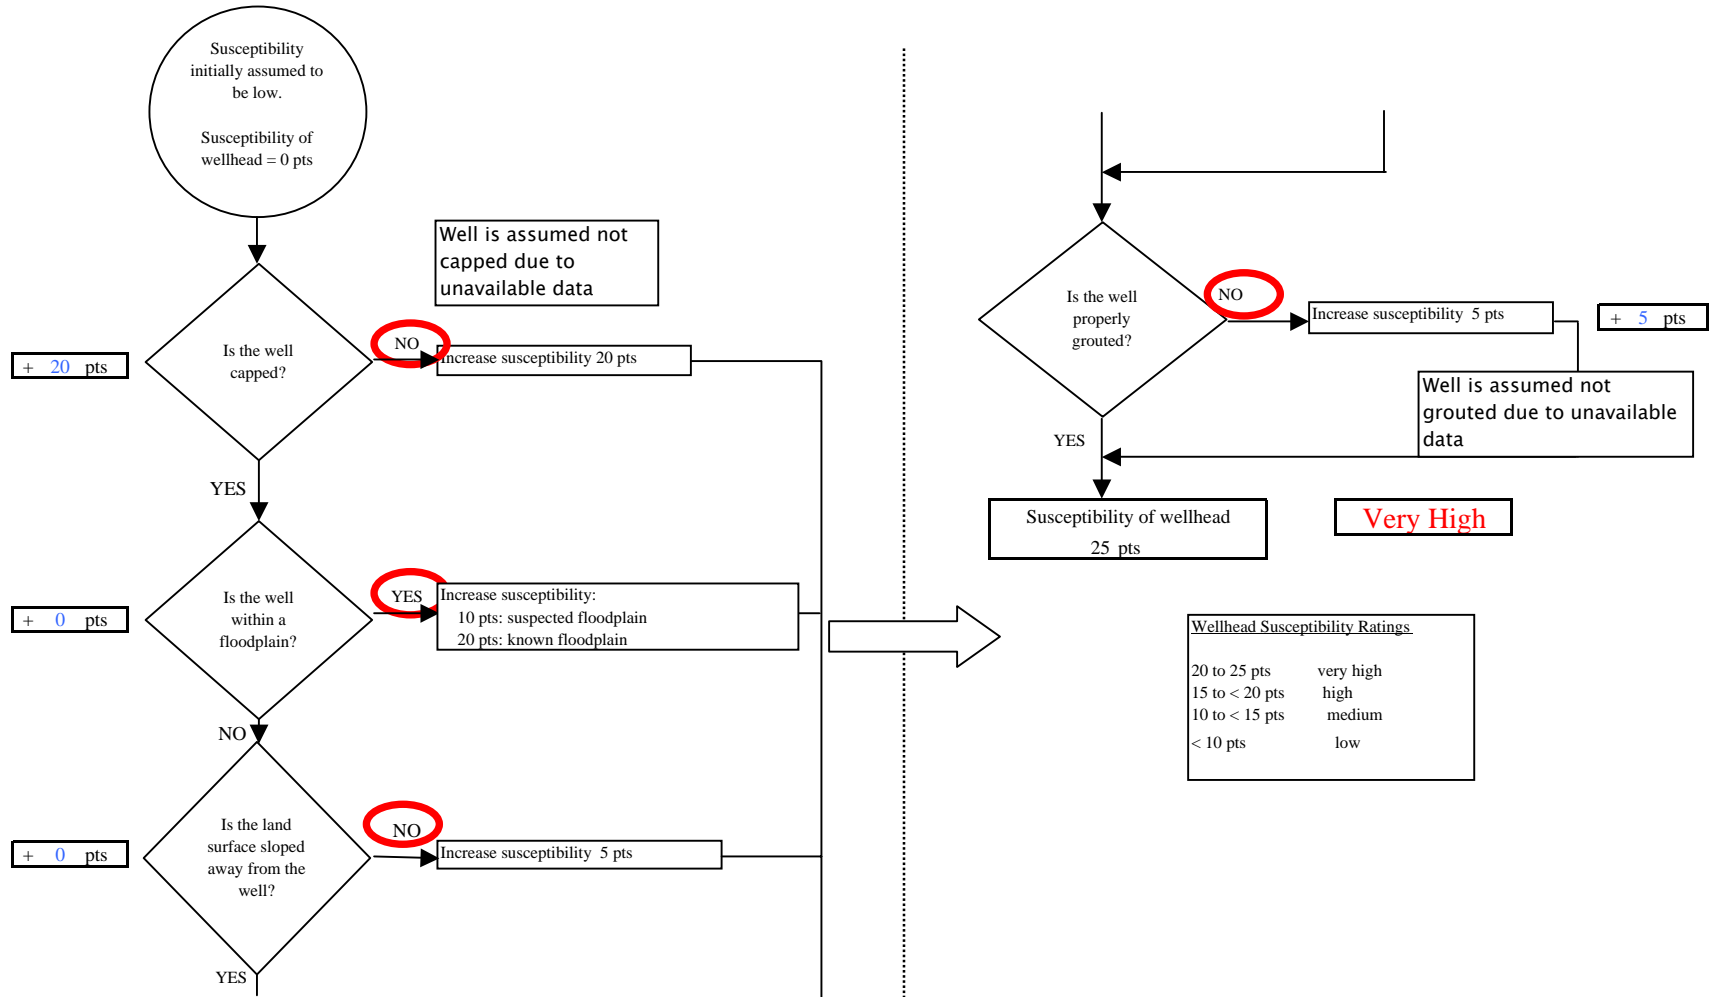 Susceptibility
initially assumed to
be low.
Susceptibility of
wellhead = 0 pts
Well is assumed not
capped due to
unavailable data
Is the well
capped?
NO
Increase susceptibility 20 pts
+ 20 pts
YES
Is the well
within a
floodplain?
YES
Increase susceptibility:
10 pts: suspected floodplain
20 pts: known floodplain
+ 0 pts
NO
Is the land
surface sloped
away from the
well?
NO
Increase susceptibility 5 pts
+ 0 pts
YES
Is the well
properly
grouted?
NO
Increase susceptibility 5 pts
+ 5 pts
Well is assumed not
grouted due to unavailable
data
YES
Susceptibility of wellhead
25 pts
Very High
Wellhead Susceptibility Ratings
20 to 25 pts very high
15 to < 20 pts high
10 to < 15 pts medium
< 10 pts low